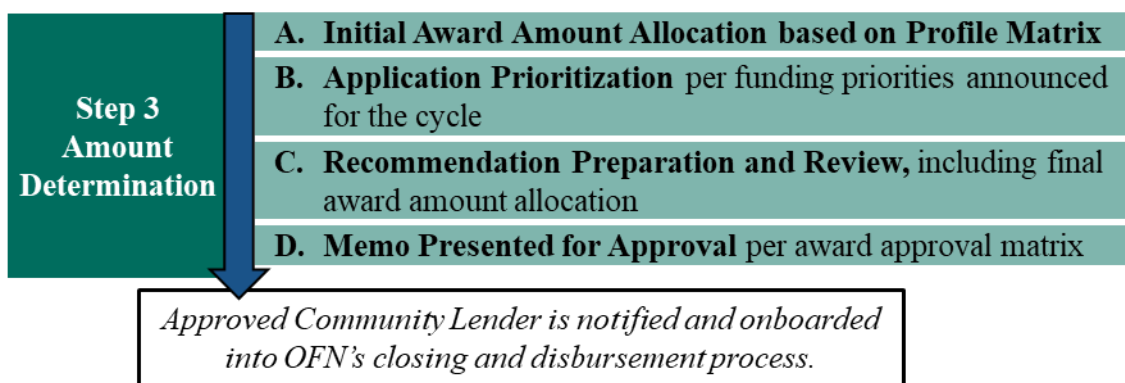 Step 3
Amount
Determination
A. Initial Award Amount Allocation based on Profile Matrix
B. Application Prioritization per funding priorities announced
for the cycle
C. Recommendation Preparation and Review, including final
award amount allocation
D. Memo Presented for Approval per award approval matrix
Approved Community Lender is notified and onboarded
into OFN's closing and disbursement process.